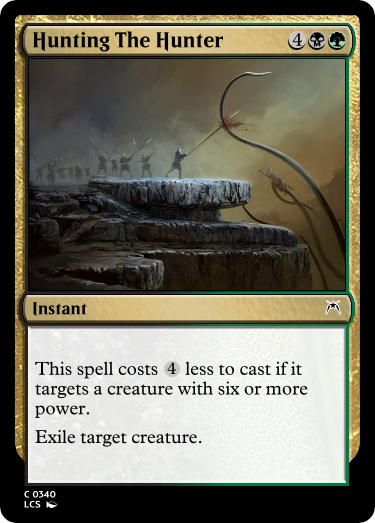 Hunting The Hunter 4
Instant
This spell costs 4 less to cast if it
targets a creature with six or more
power.
Exile target creature.
C 0340
LCS